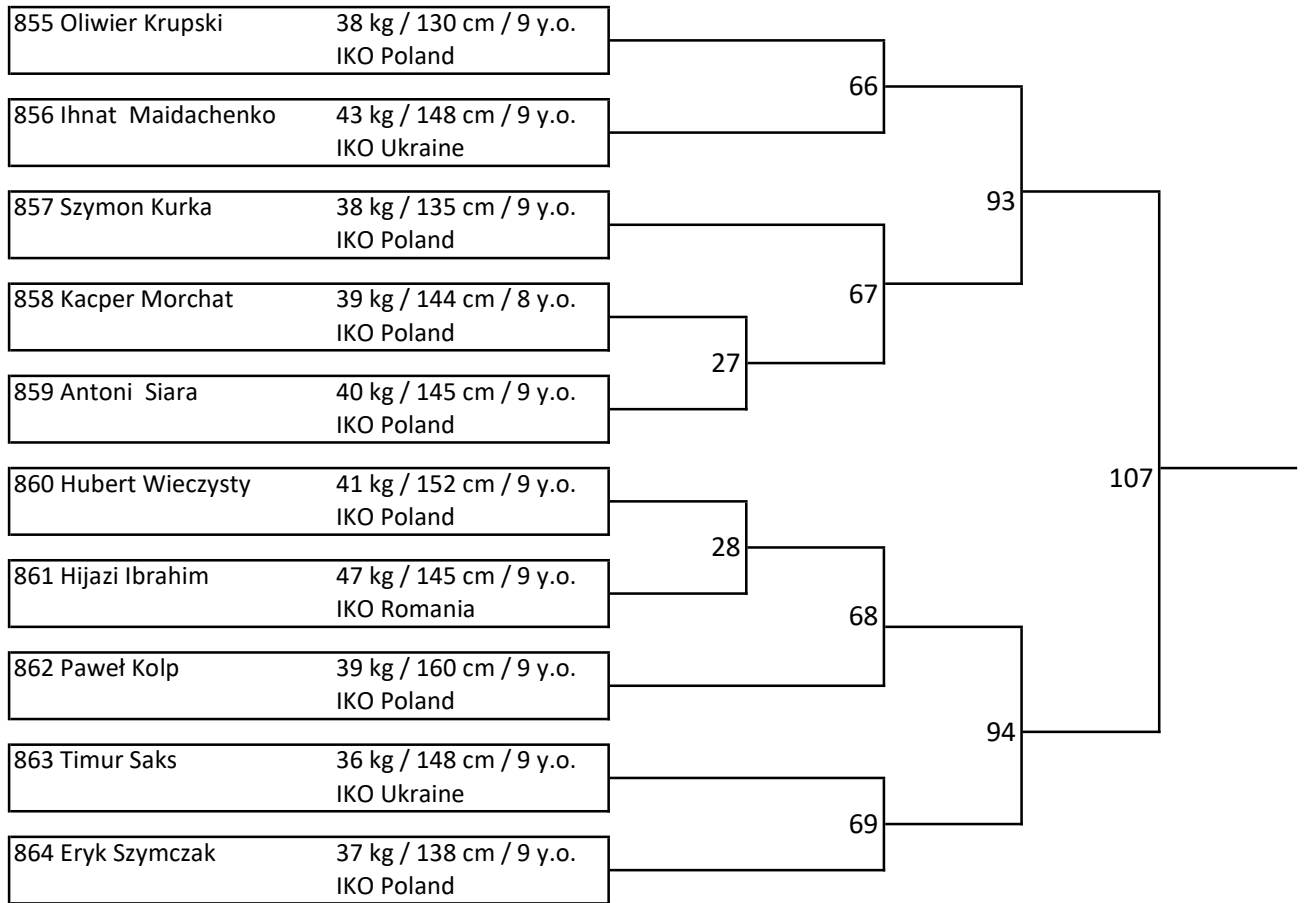 855 Oliwier Krupski 38 kg / 130 cm / 9 y.o.
IKO Poland
66
856 Ihnat  Maidachenko 43 kg / 148 cm / 9 y.o.
IKO Ukraine
857 Szymon Kurka 38 kg / 135 cm / 9 y.o.
93
IKO Poland
858 Kacper Morchat 39 kg / 144 cm / 8 y.o.
67
IKO Poland
27
859 Antoni  Siara 40 kg / 145 cm / 9 y.o.
IKO Poland
860 Hubert Wieczysty 41 kg / 152 cm / 9 y.o.
107
IKO Poland
28
861 Hijazi Ibrahim 47 kg / 145 cm / 9 y.o.
IKO Romania
68
862 Paweł Kolp 39 kg / 160 cm / 9 y.o.
IKO Poland
94
863 Timur Saks 36 kg / 148 cm / 9 y.o.
IKO Ukraine
69
864 Eryk Szymczak 37 kg / 138 cm / 9 y.o.
IKO Poland